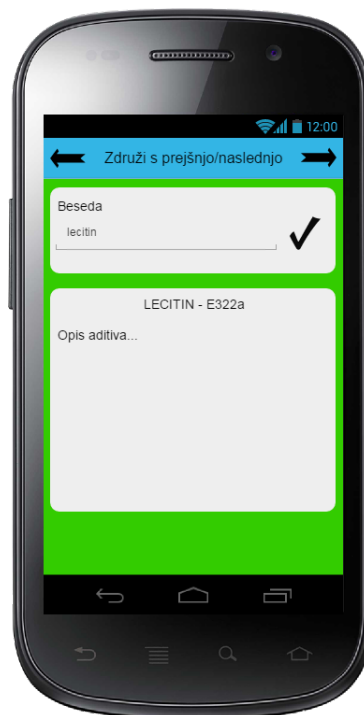 12:00
Združi s prejšnjo/naslednjo
Beseda
lecitin
LECITIN - E322a
Opis aditiva...